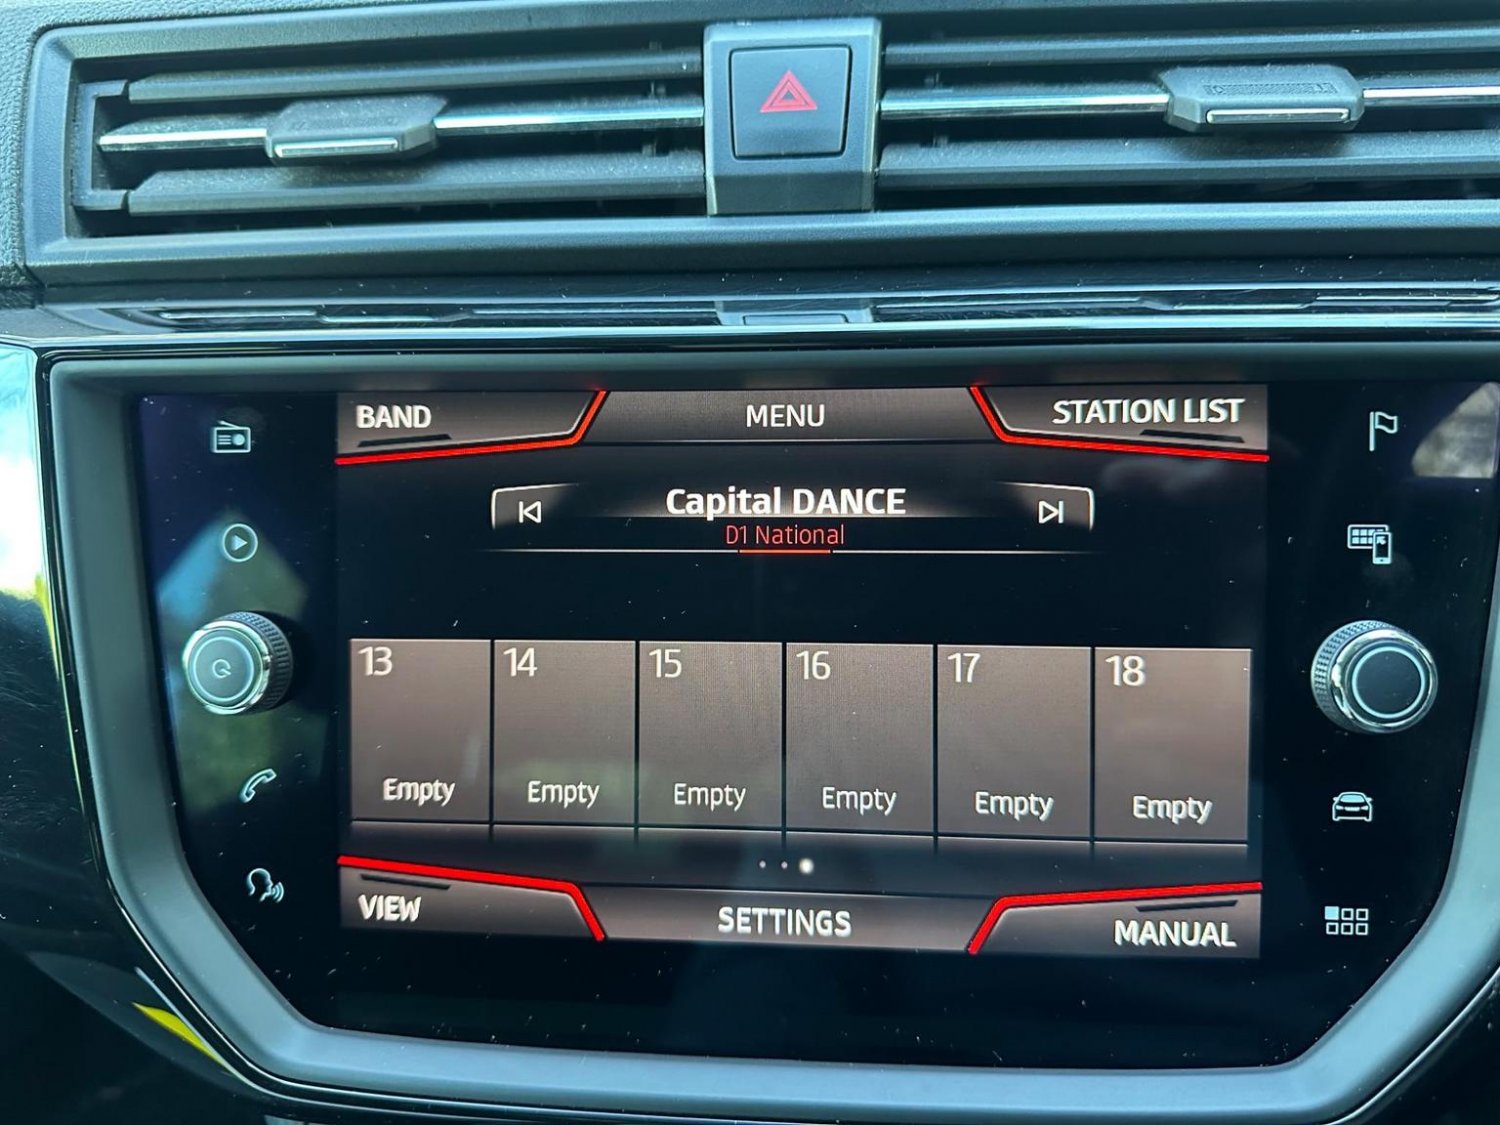 BAND
MENU
STATION LIST
Capital DANCE
D1 National
13
14
15
16
17
18
Empty
Empty
Empty
Empty
Empty
Empty
VIEW
SETTINGS
MANUAL